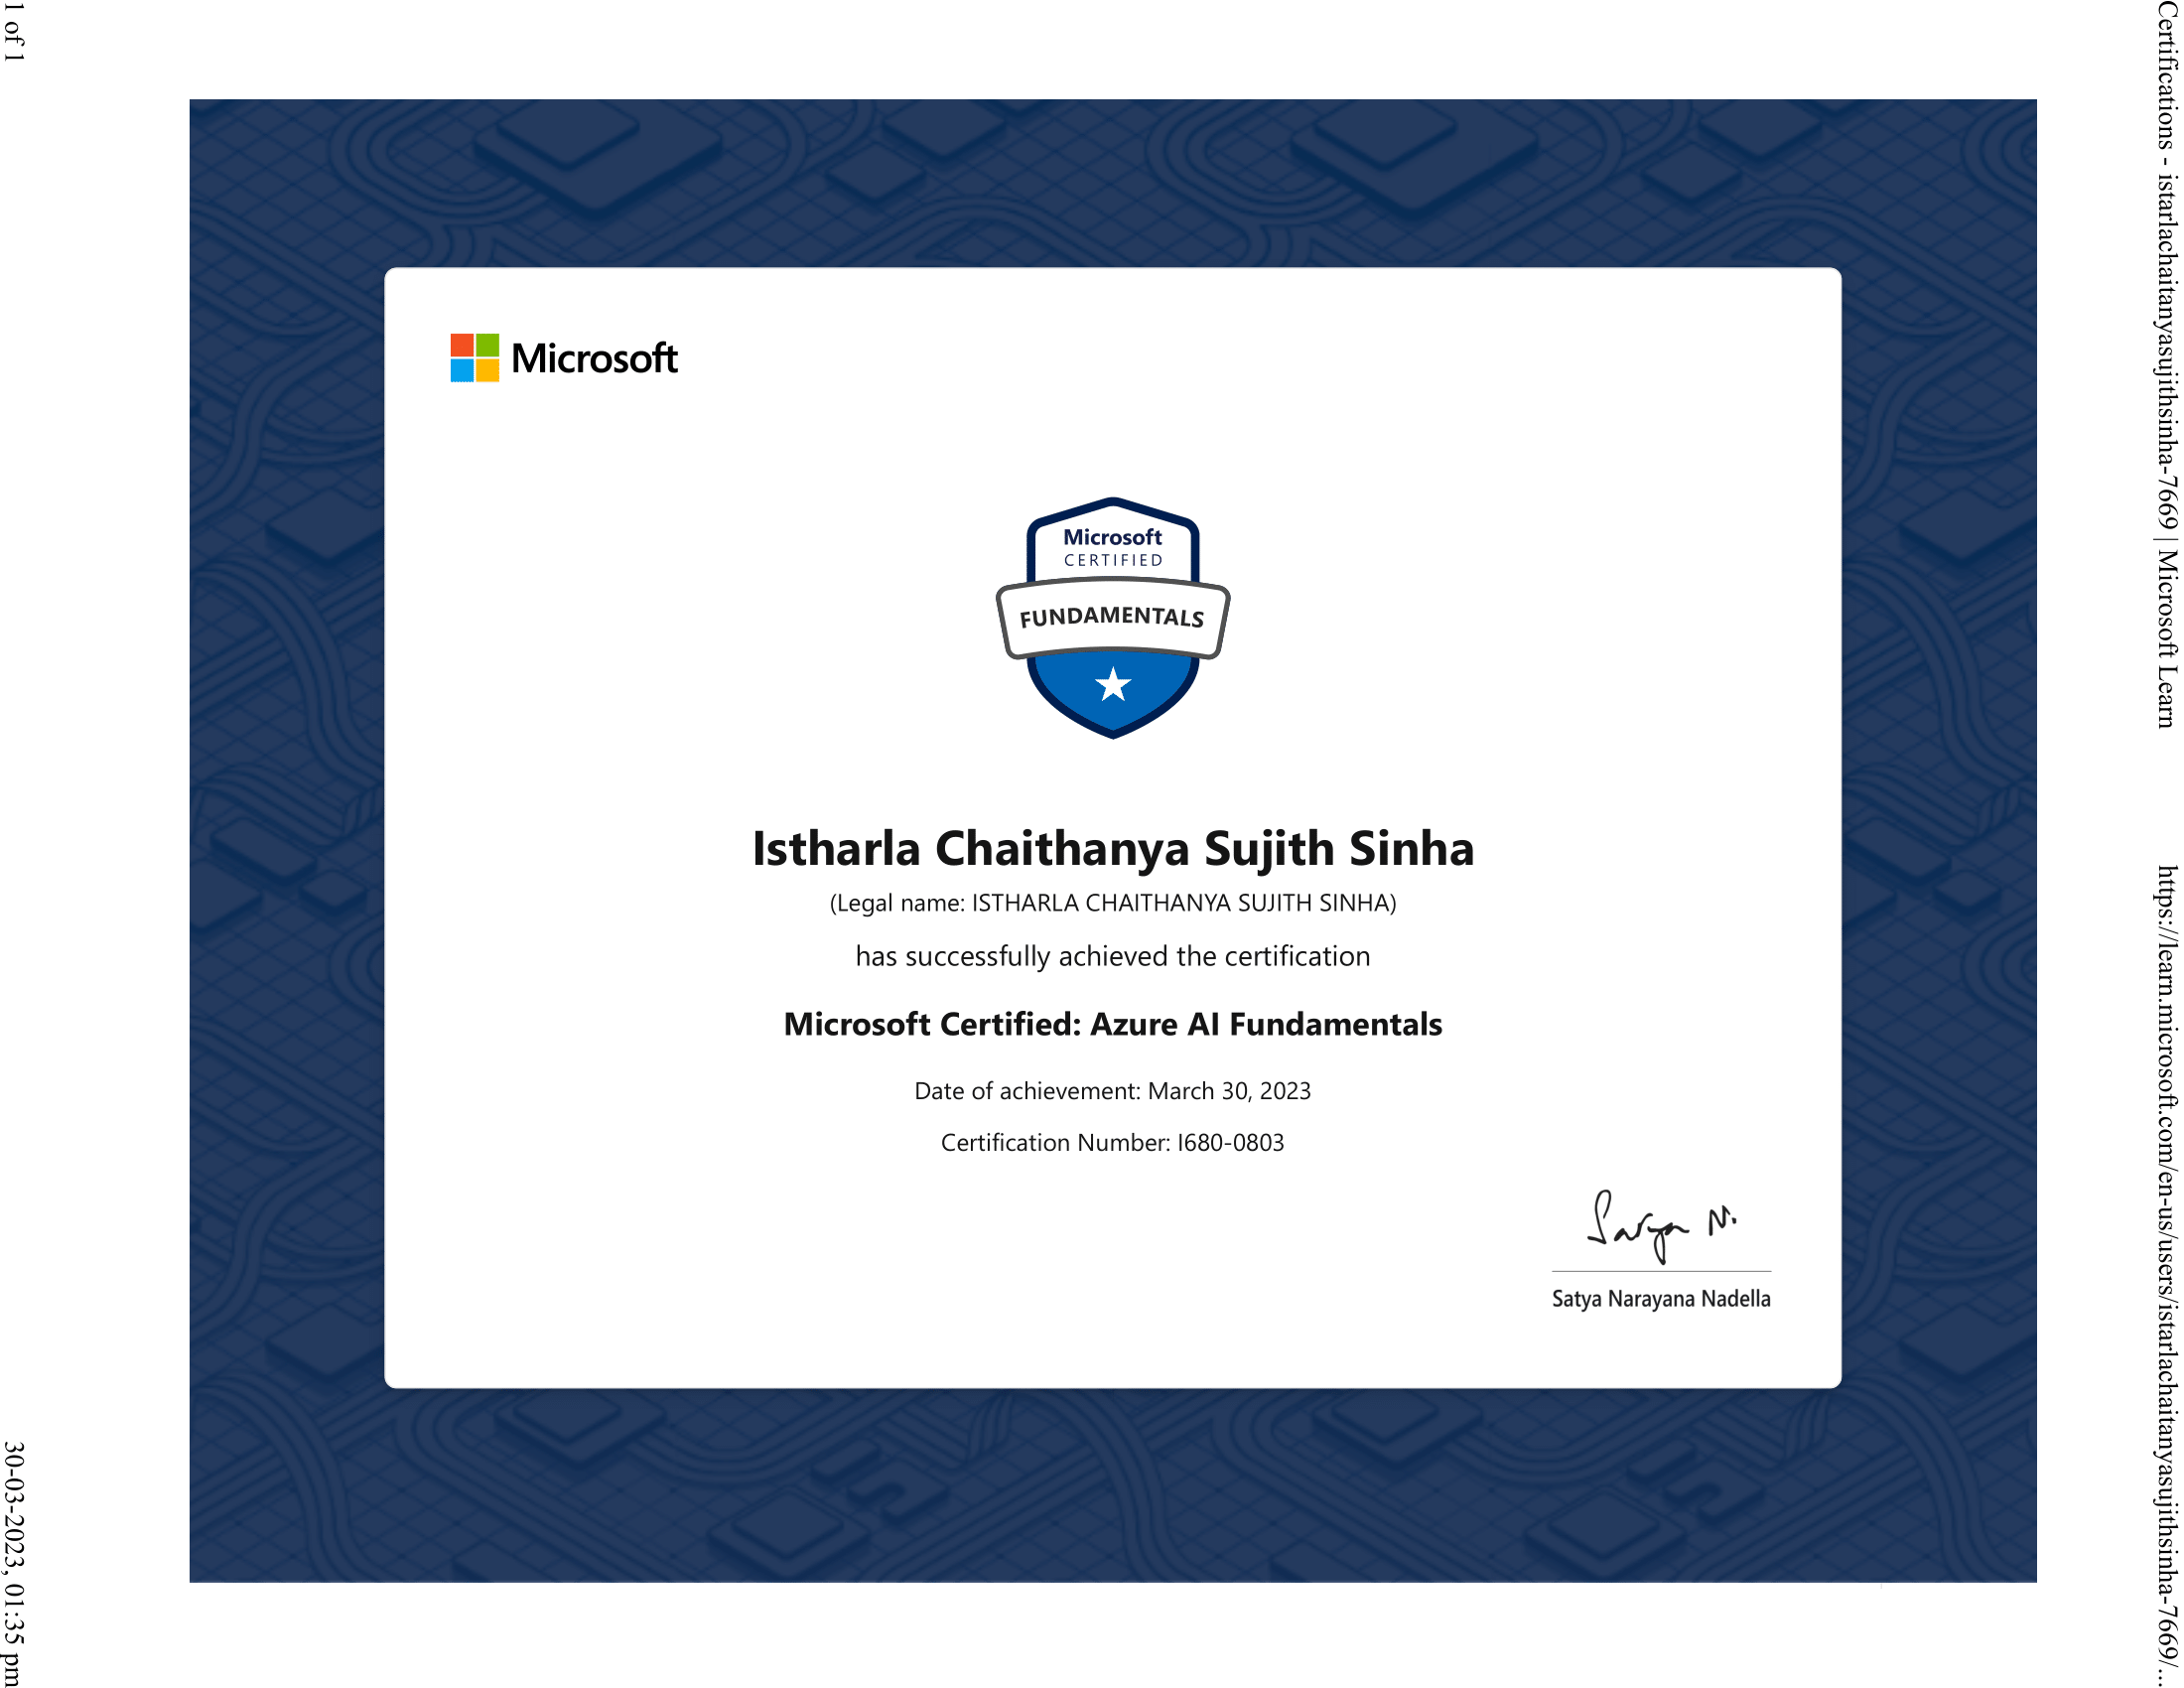 Certifications - istarlachaitanyasujithsinha-7669 | Microsoft Learn
https://learn.microsoft.com/en-us/users/istarlachaitanyasujithsinha-7669/...
Microsoft
Microsoft
CERTIFIED
FUNDAMENTALS
Istharla Chaithanya Sujith Sinha
(Legal name: ISTHARLA CHAITHANYA SUJITH SINHA)
has successfully achieved the certification
Microsoft Certified: Azure AI Fundamentals
Date of achievement: March 30, 2023
Certification Number: I680-0803
Satya N.
Satya Narayana Nadella
1 of 1
30-03-2023, 01:35 pm